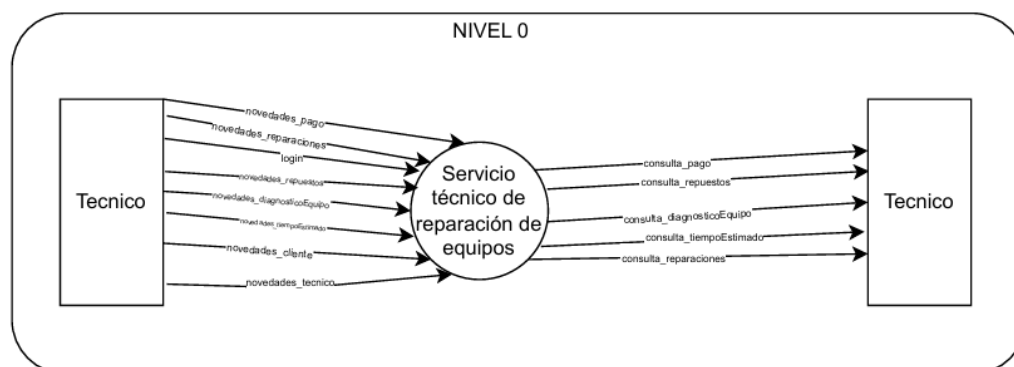 NIVEL 0
Tecnico
novedades_pago
novedades_reparaciones
login
novedades_repuestos
novedades_diagnosticoEquipo
novedades_tiempoEstimado
novedades_cliente
novedades_tecnico
Servicio
técnico de
reparación de
equipos
consulta_pago
consulta_repuestos
consulta_diagnosticoEquipo
consulta_tiempoEstimado
consulta_reparaciones
Tecnico